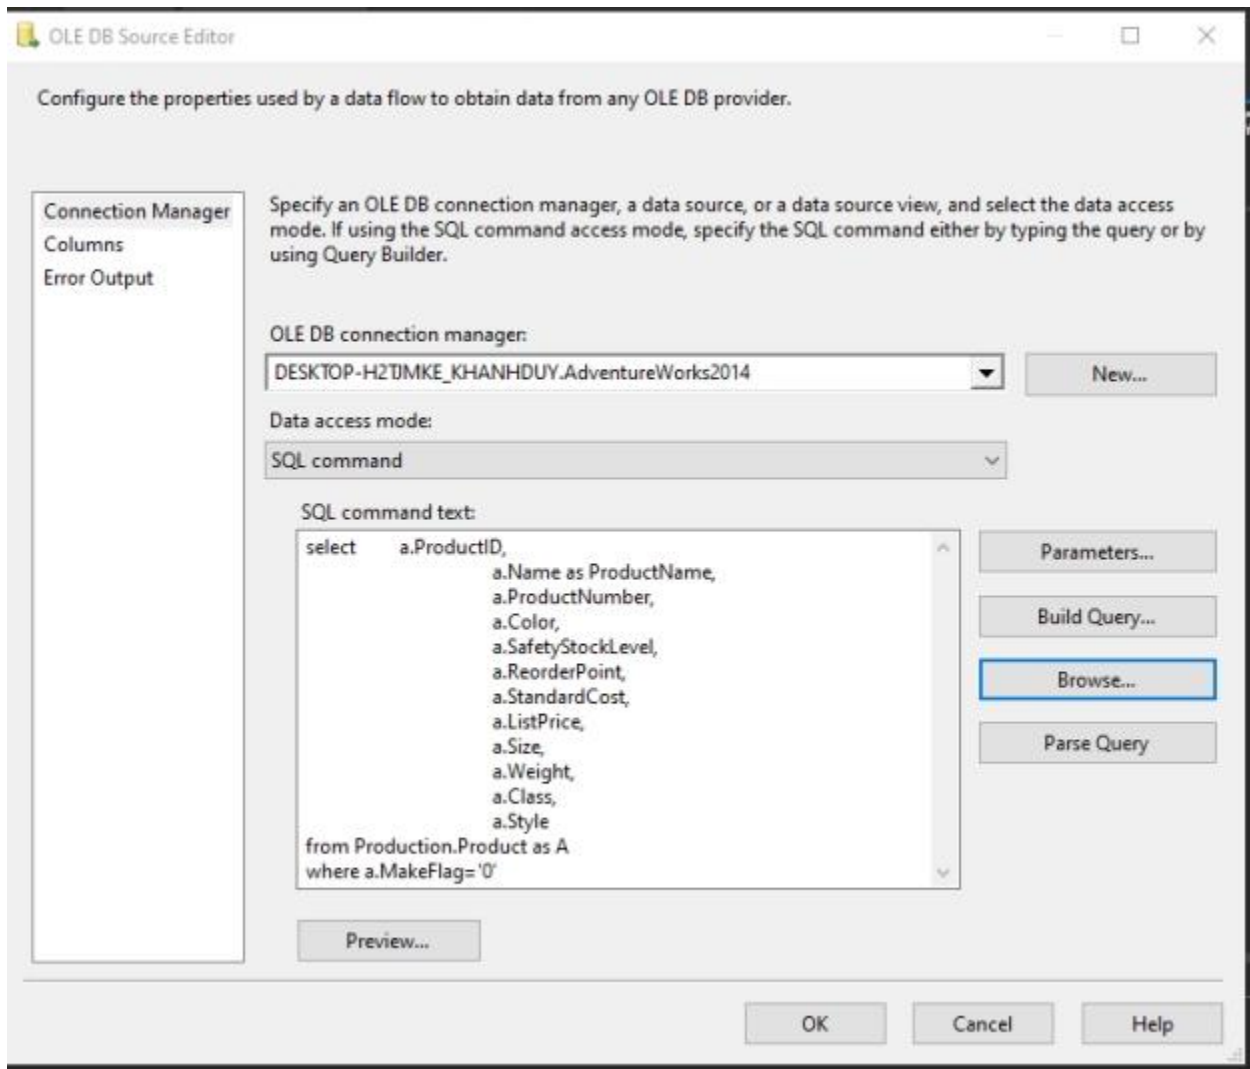 OLE DB Source Editor
Configure the properties used by a data flow to obtain data from any OLE DB provider.
Connection Manager
Columns
Error Output
Specify an OLE DB connection manager, a data source, or a data source view, and select the data access
mode. If using the SQL command access mode, specify the SQL command either by typing the query or by
using Query Builder.
OLE DB connection manager:
DESKTOP-H2TJMKE_KHANHDUY.AdventureWorks2014
New...
Data access mode:
SQL command
SQL command text:
select a.ProductID,
a.Name as ProductName,
a.ProductNumber,
a.Color,
a.SafetyStockLevel,
a.ReorderPoint,
a.StandardCost,
a.ListPrice,
a.Size,
a.Weight,
a.Class,
a.Style
from Production.Product as A
where a.MakeFlag='0'
Parameters...
Build Query...
Browse...
Parse Query
Preview...
OK
Cancel
Help